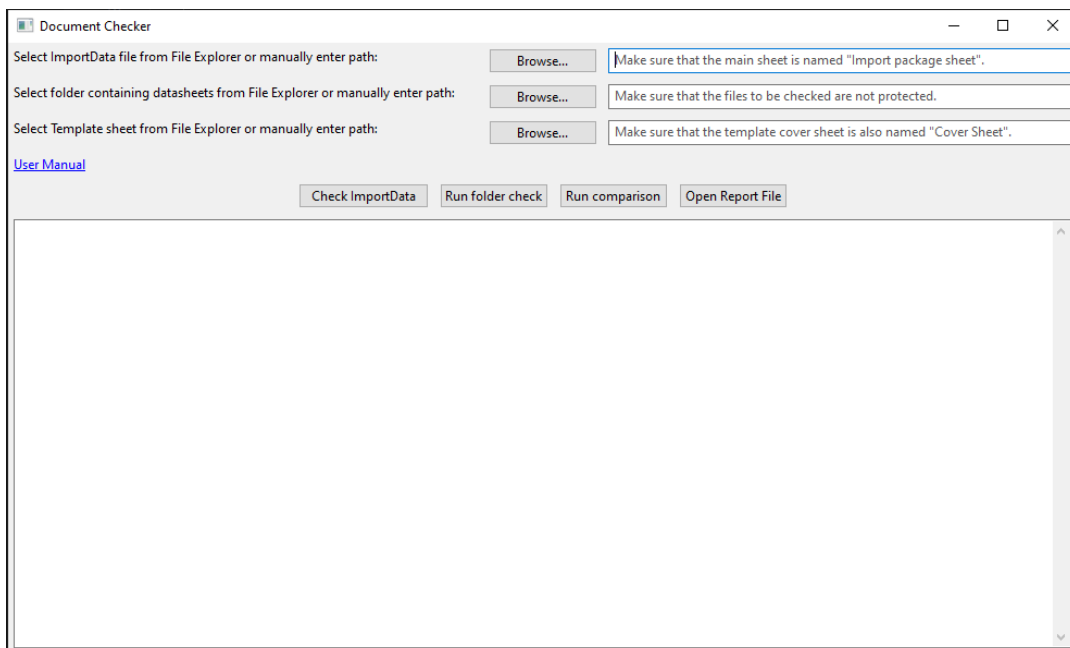 Document Checker
Select ImportData file from File Explorer or manually enter path: Browse... Make sure that the main sheet is named "Import package sheet".
Select folder containing datasheets from File Explorer or manually enter path: Browse... Make sure that the files to be checked are not protected.
Select Template sheet from File Explorer or manually enter path: Browse... Make sure that the template cover sheet is also named "Cover Sheet".
User Manual
Check ImportData Run folder check Run comparison Open Report File